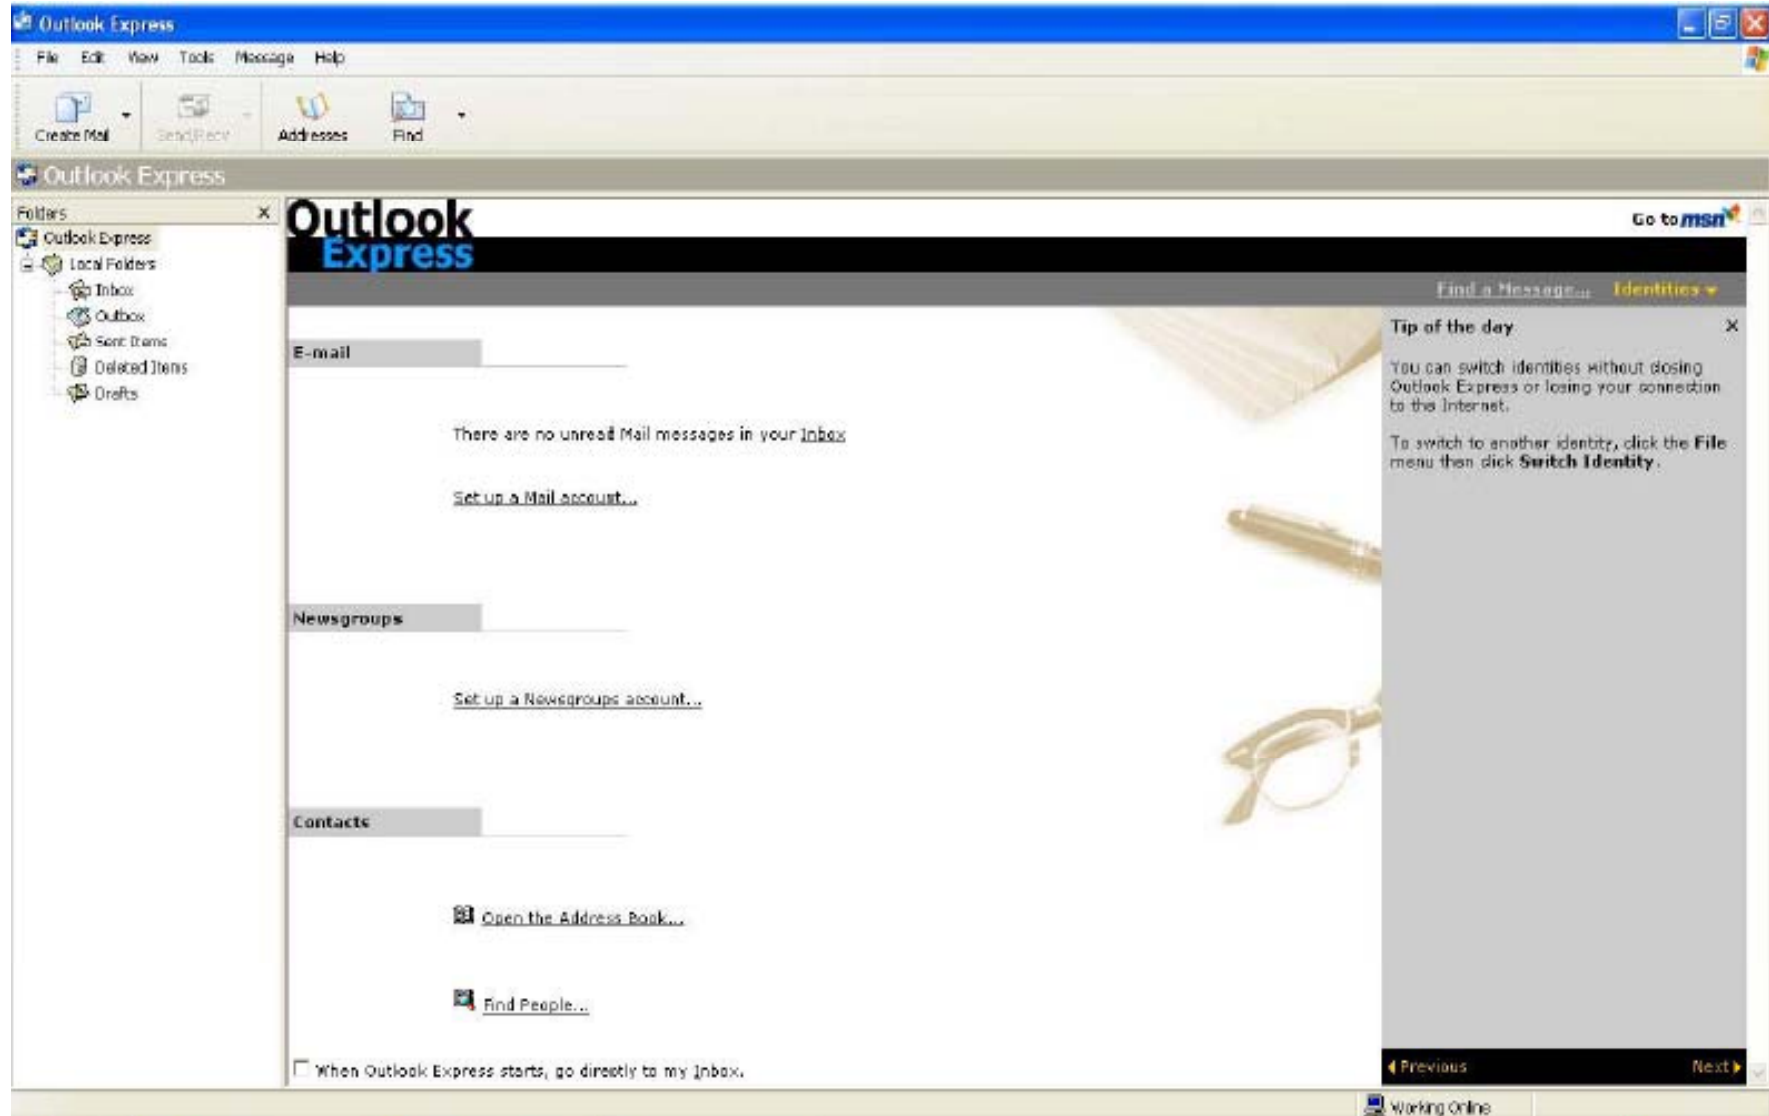 Outlook Express
File Edit View Tools Message Help
Create Mail Send/Recv Addresses Find
Outlook Express
Folders
Outlook Express
Local Folders
Inbox
Outbox
Sent Items
Deleted Items
Drafts
Outlook
Express
Go to msn
Find a Message... Identities
E-mail
There are no unread Mail messages in your Inbox
Set up a Mail account...
Newsgroups
Set up a Newsgroups account...
Contacts
Open the Address Book...
Find People...
When Outlook Express starts, go directly to my Inbox.
Tip of the day
You can switch identities without closing
Outlook Express or losing your connection
to the Internet.
To switch to another identity, click the File
menu then click Switch Identity.
Previous Next
Working Online